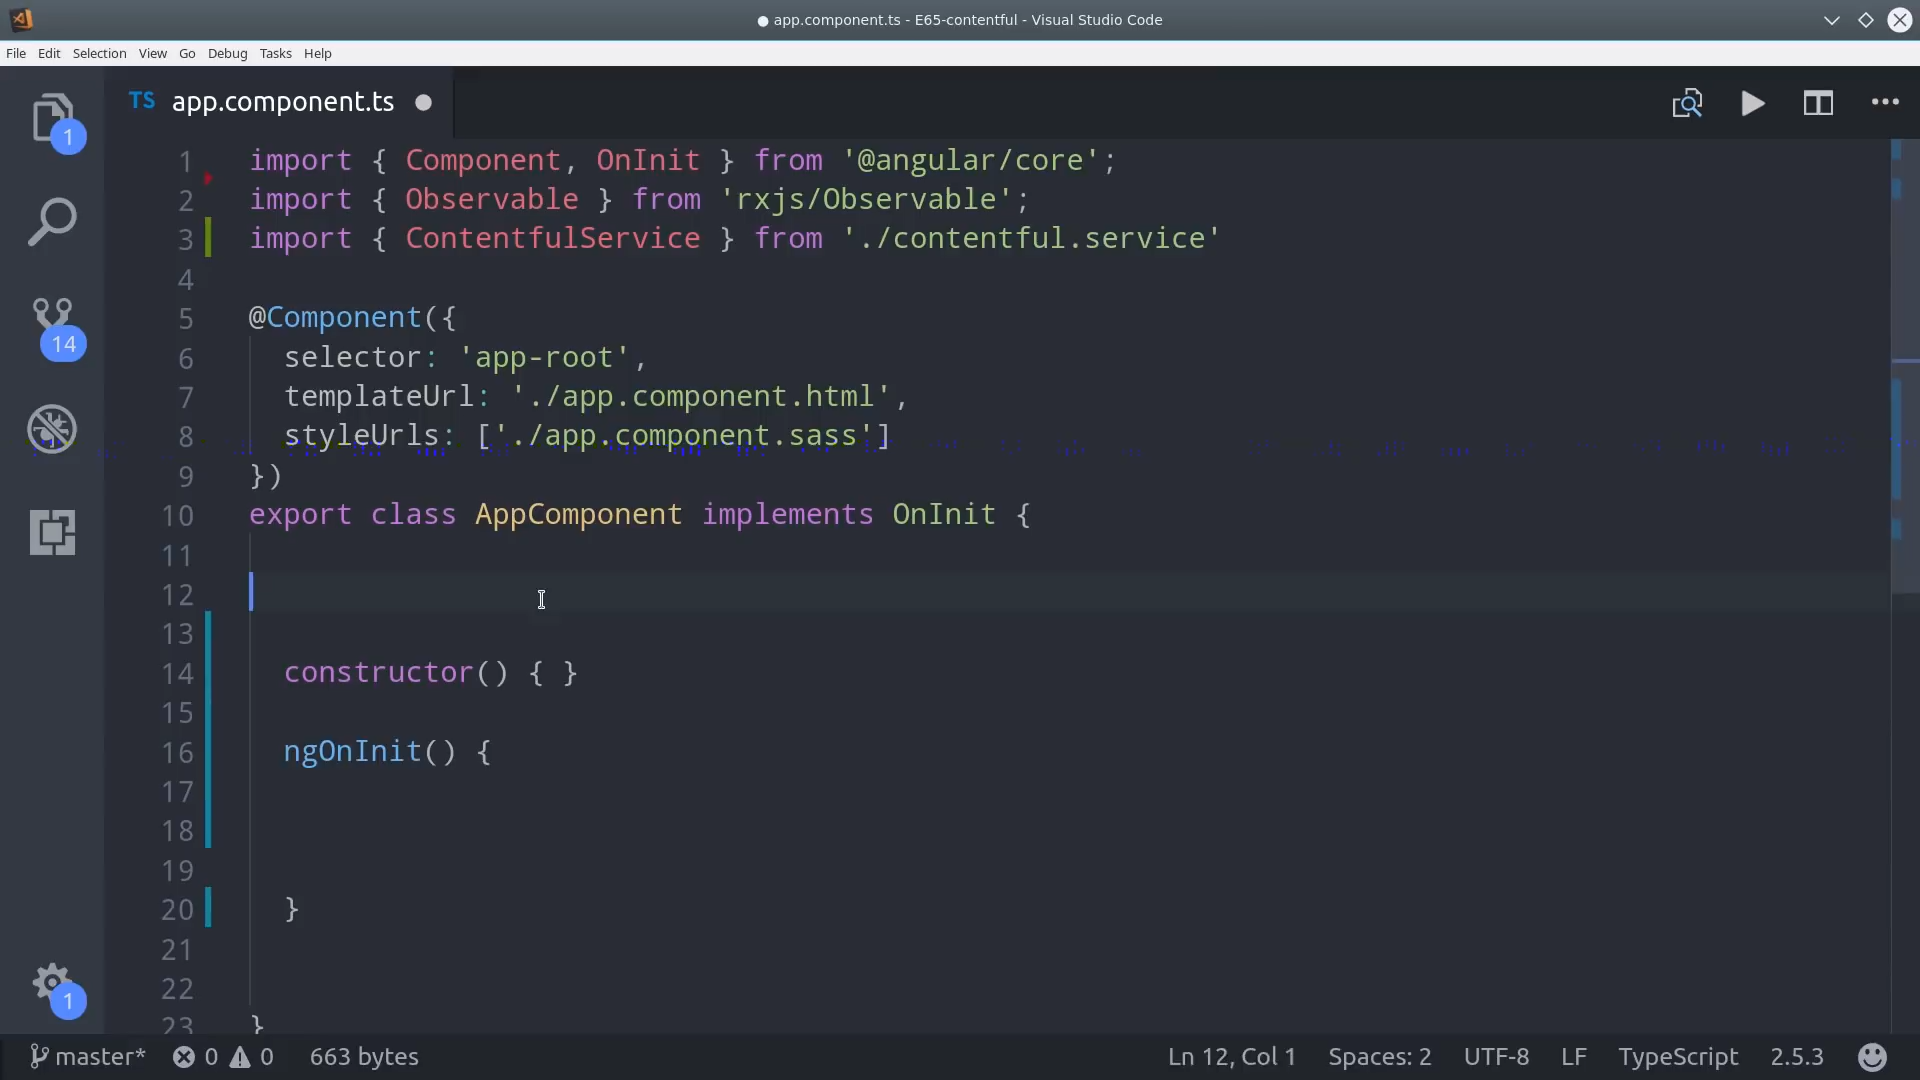 ● app.component.ts - E65-contentful - Visual Studio Code
File Edit Selection View Go Debug Tasks Help
TS app.component.ts ●
1
1 import { Component, OnInit } from '@angular/core';
2 import { Observable } from 'rxjs/Observable';
3 import { ContentfulService } from './contentful.service'
4
5 @Component({
6 selector: 'app-root',
14
7 templateUrl: './app.component.html',
8 styleUrls: ['./app.component.sass']
9 })
10 export class AppComponent implements OnInit {
11
12
13
14 constructor() { }
15
16 ngOnInit() {
17
18
19
20 }
21
22
1
23 }
master* 0 0 663 bytes Ln 12, Col 1 Spaces: 2 UTF-8 LF TypeScript 2.5.3